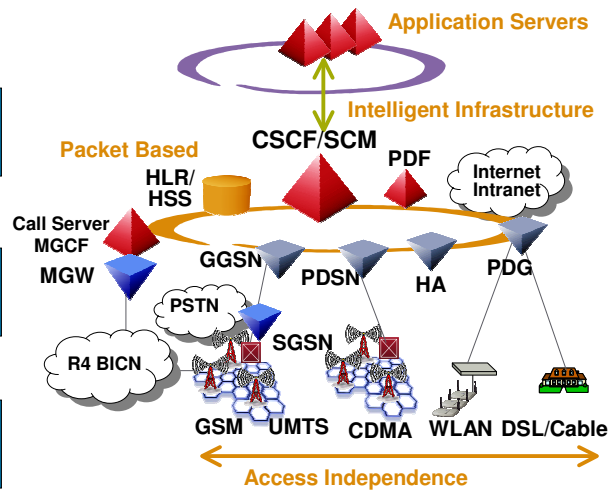 Application Servers
Intelligent Infrastructure
CSCF/SCM
Packet Based
PDF
HLR/
HSS
Internet
Intranet
Call Server
MGCF
MGW
GGSN
PDSN
HA
PDG
PSTN
SGSN
R4 BICN
GSM
UMTS
CDMA
WLAN
DSL/Cable
Access Independence